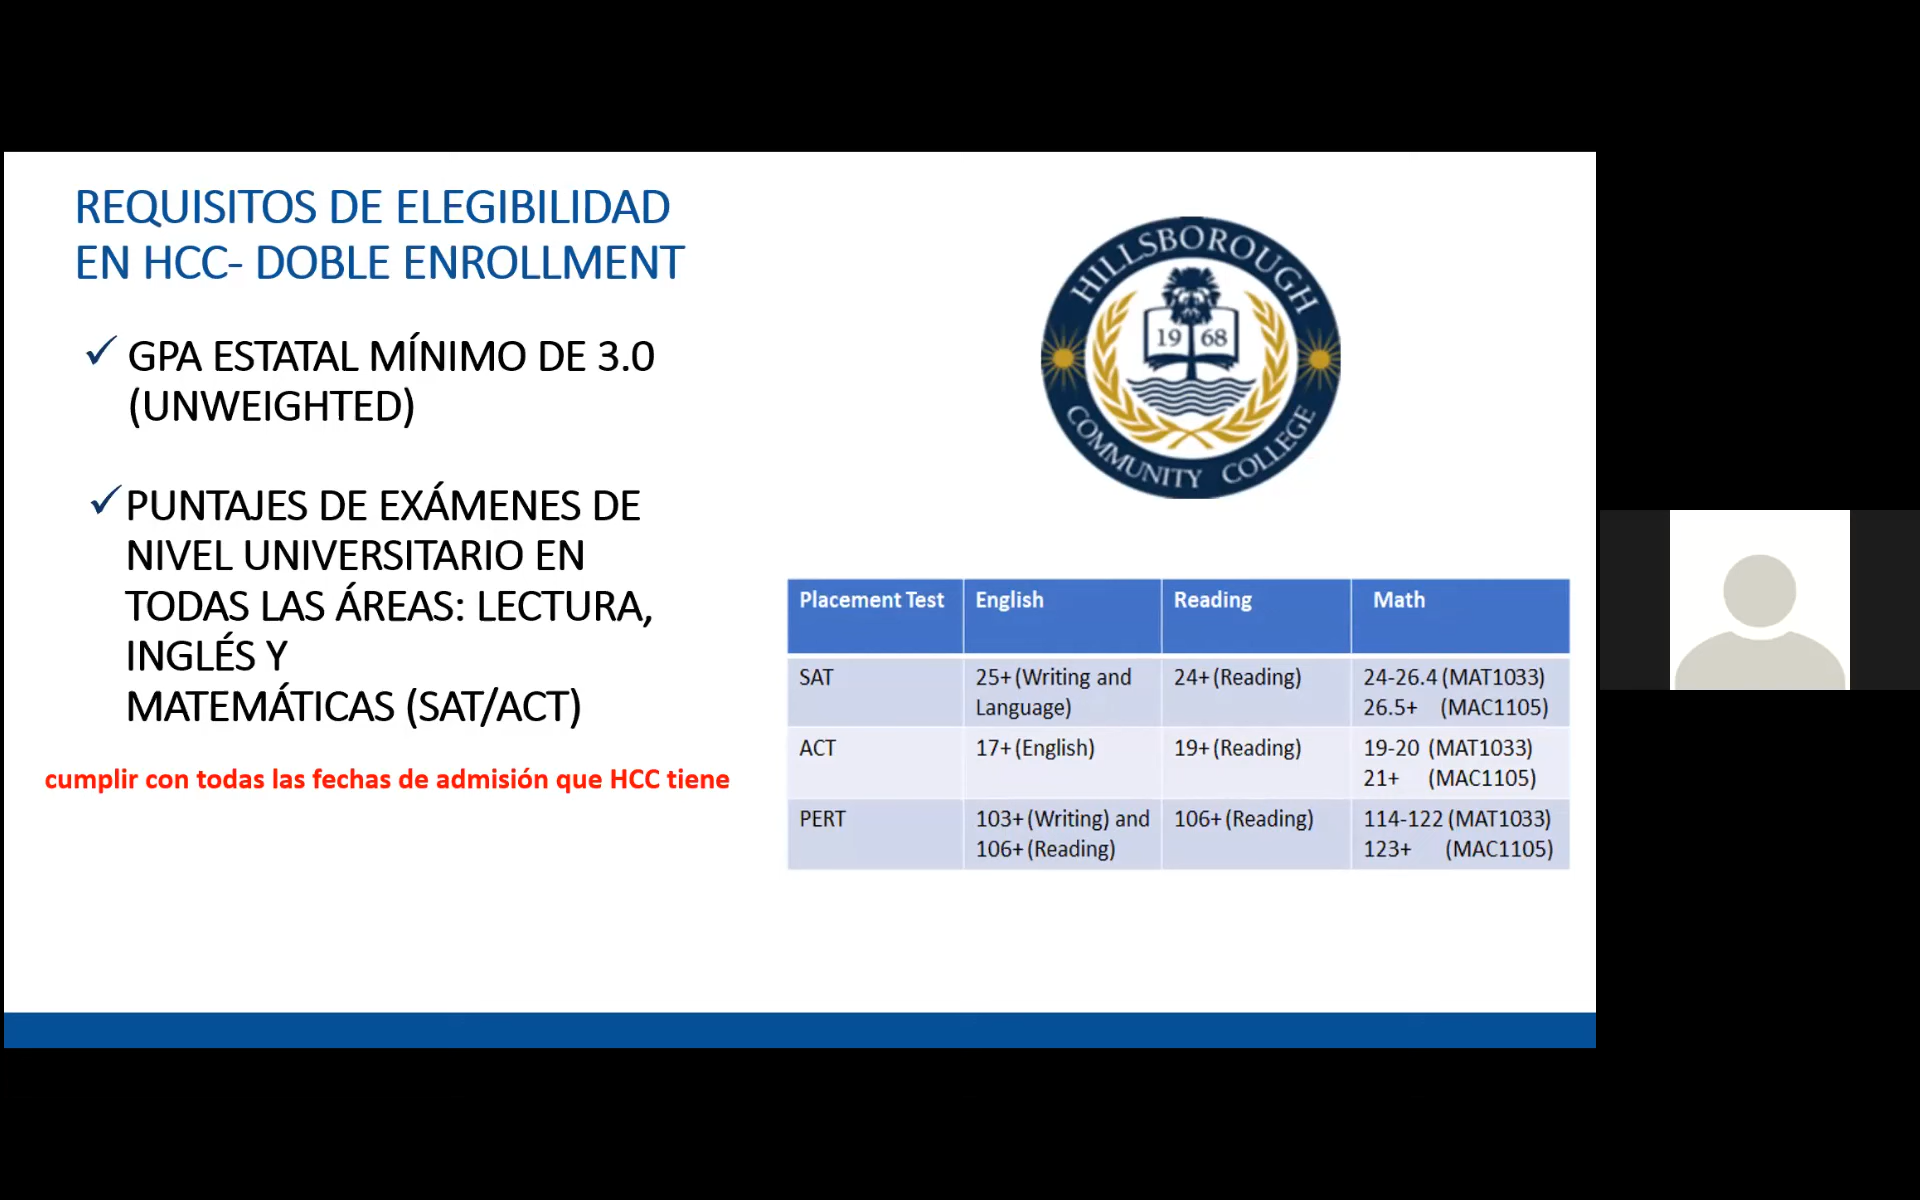 REQUISITOS DE ELEGIBILIDAD
EN HCC- DOBLE ENROLLMENT
✓ GPA ESTATAL MÍNIMO DE 3.0
(UNWEIGHTED)
✓ PUNTAJES DE EXÁMENES DE
NIVEL UNIVERSITARIO EN
TODAS LAS ÁREAS: LECTURA,
INGLÉS Y
MATEMÁTICAS (SAT/ACT)
cumplir con todas las fechas de admisión que HCC tiene
HILLSBOROUGH
19 68
COMMUNITY COLLEGE
Placement Test English Reading Math
SAT 25+ (Writing and Language) 24+ (Reading) 24-26.4 (MAT1033) 26.5+ (MAC1105)
ACT 17+ (English) 19+ (Reading) 19-20 (MAT1033) 21+ (MAC1105)
PERT 103+ (Writing) and 106+ (Reading) 106+ (Reading) 114-122 (MAT1033) 123+ (MAC1105)